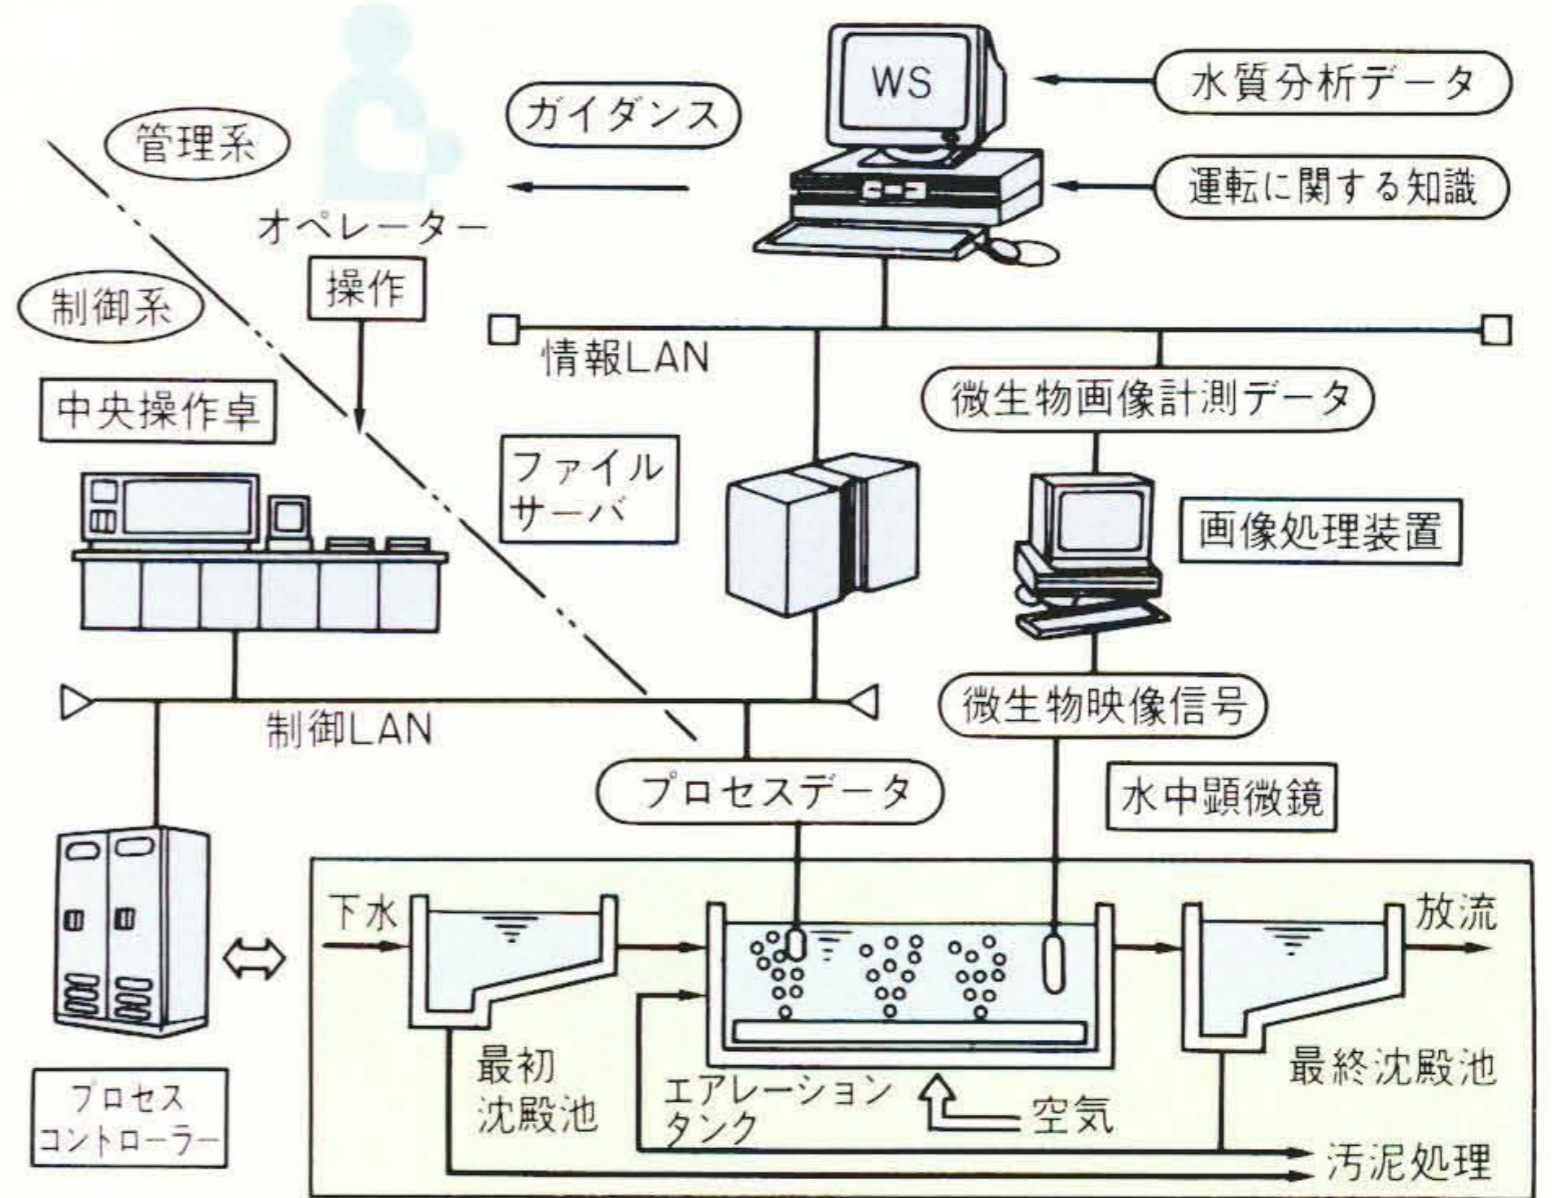 WS
水質分析データ
ガイダンス
管理系
運転に関する知識
オペレーター
操作
制御系
情報LAN
中央操作卓
微生物画像計測データ
ファイル
サーバ
画像処理装置
微生物映像信号
制御LAN
プロセスデータ
水中顕微鏡
下水
放流
最初
沈殿池
エアレーション
タンク
空気
最終沈殿池
プロセス
コントローラー
汚泥処理